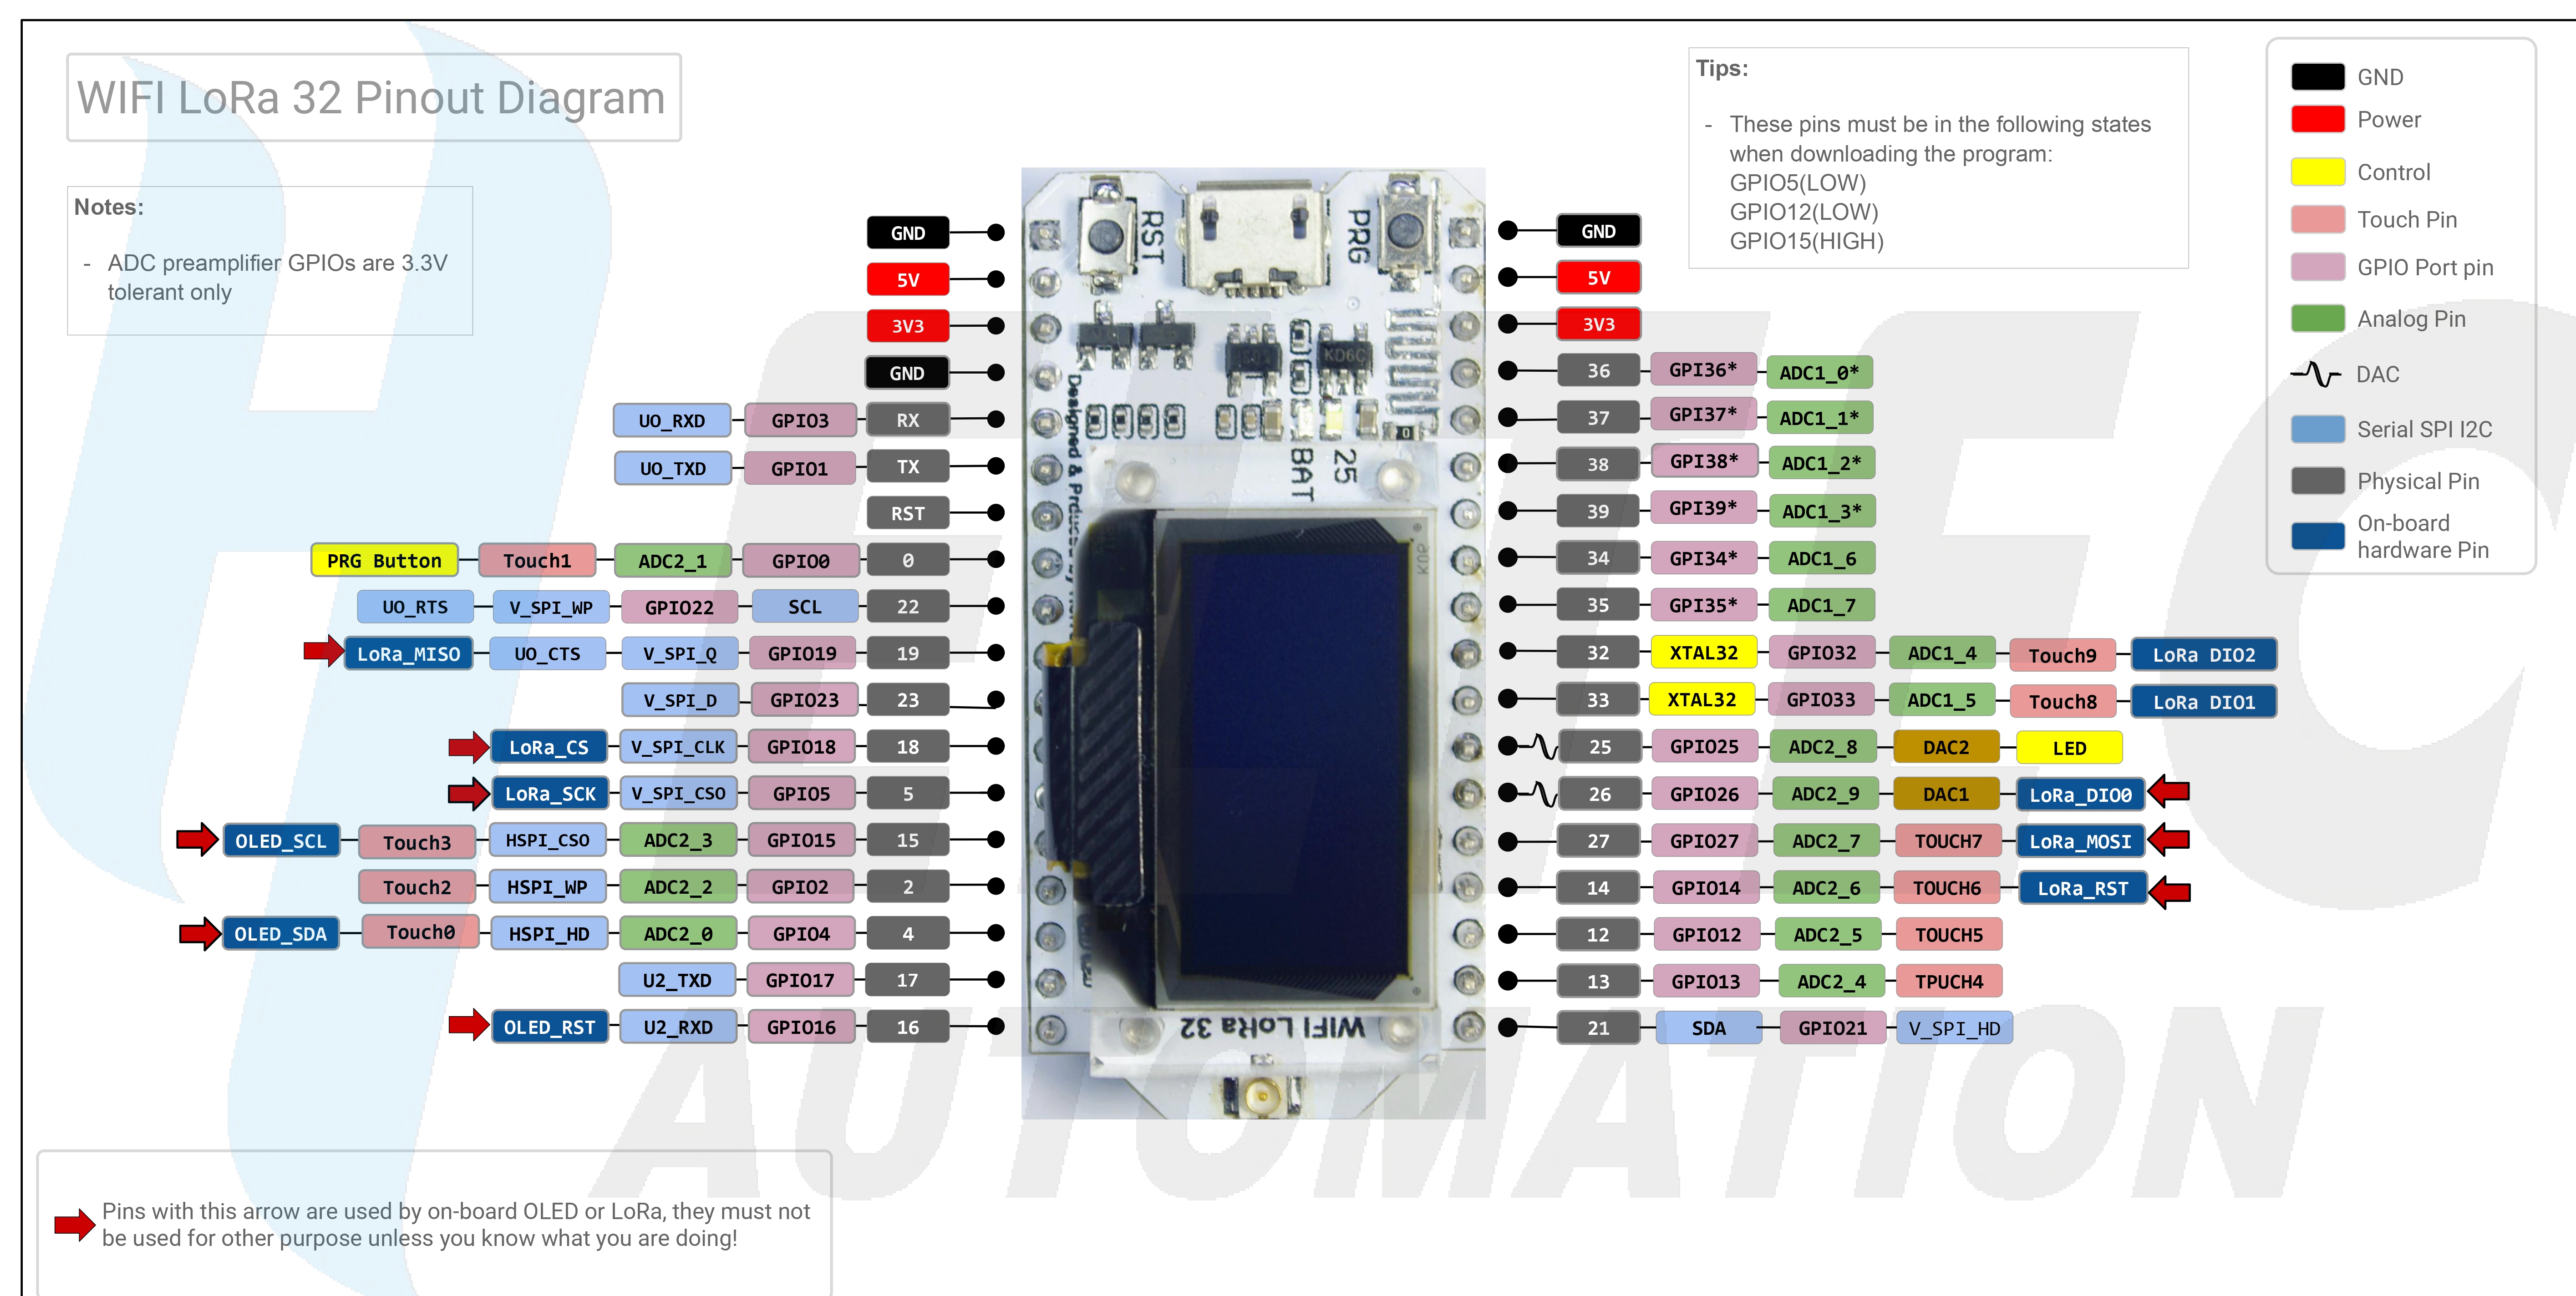 WIFI LoRa 32 Pinout Diagram
Notes:
- ADC preamplifier GPIOs are 3.3V
tolerant only
Tips:
- These pins must be in the following states
when downloading the program:
GPIO5(LOW)
GPIO12(LOW)
GPIO15(HIGH)
GND
Power
Control
Touch Pin
GPIO Port pin
Analog Pin
DAC
Serial SPI I2C
Physical Pin
On-board
hardware Pin
GND
5V
3V3
GND
UO_RXD GPIO3 RX
UO_TXD GPIO1 TX
RST
PRG Button Touch1 ADC2_1 GPIO0 0
UO_RTS V_SPI_WP GPIO22 SCL 22
LoRa_MISO UO_CTS V_SPI_Q GPIO19 19
V_SPI_D GPIO23 23
LoRa_CS V_SPI_CLK GPIO18 18
LoRa_SCK V_SPI_CSO GPIO5 5
OLED_SCL Touch3 HSPI_CSO ADC2_3 GPIO15 15
Touch2 HSPI_WP ADC2_2 GPIO2 2
OLED_SDA Touch0 HSPI_HD ADC2_0 GPIO4 4
U2_TXD GPIO17 17
OLED_RST U2_RXD GPIO16 16
RST
PRG
KD6C
BAT
25
Designed & Produced by
WIFI LoRa 32
GND
5V
3V3
36 GPI36* ADC1_0*
37 GPI37* ADC1_1*
38 GPI38* ADC1_2*
39 GPI39* ADC1_3*
34 GPI34* ADC1_6
35 GPI35* ADC1_7
32 XTAL32 GPIO32 ADC1_4 Touch9 LoRa DIO2
33 XTAL32 GPIO33 ADC1_5 Touch8 LoRa DIO1
25 GPIO25 ADC2_8 DAC2 LED
26 GPIO26 ADC2_9 DAC1 LoRa_DIO0
27 GPIO27 ADC2_7 TOUCH7 LoRa_MOSI
14 GPIO14 ADC2_6 TOUCH6 LoRa_RST
12 GPIO12 ADC2_5 TOUCH5
13 GPIO13 ADC2_4 TPUCH4
21 SDA GPIO21 V_SPI_HD
HELTEC
AUTOMATION
Pins with this arrow are used by on-board OLED or LoRa, they must not
be used for other purpose unless you know what you are doing!